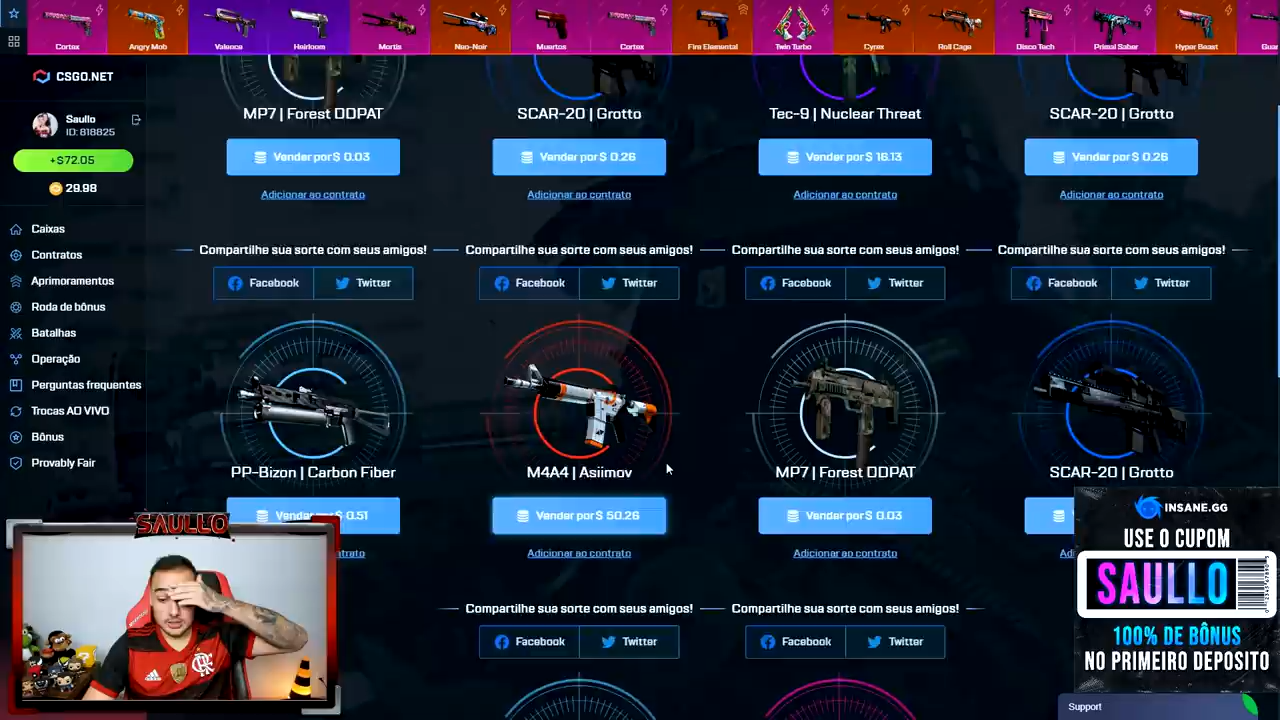 Cortex
Angry Mob
Valence
Heirloom
Mortis
Neo-Noir
Muertos
Cortex
Fire Elemental
Twin Turbo
Cyrex
Roll Cage
Disco Tech
Primal Saber
Hyper Beast
CSGO.NET
Saullo
ID: 818825
+$72.05
29.98
Caixas
Contratos
Aprimoramentos
Roda de bônus
Batalhas
Operação
Perguntas frequentes
Trocas AO VIVO
Bônus
Provably Fair
MP7 | Forest DDPAT
SCAR-20 | Grotto
Tec-9 | Nuclear Threat
SCAR-20 | Grotto
Vender por $ 0.03
Vender por $ 0.26
Vender por $ 16.13
Vender por $ 0.26
Adicionar ao contrato
Adicionar ao contrato
Adicionar ao contrato
Adicionar ao contrato
Compartilhe sua sorte com seus amigos!
Compartilhe sua sorte com seus amigos!
Compartilhe sua sorte com seus amigos!
Compartilhe sua sorte com seus amigos!
Facebook Twitter
Facebook Twitter
Facebook Twitter
Facebook Twitter
PP-Bizon | Carbon Fiber
M4A4 | Asiimov
MP7 | Forest DDPAT
SCAR-20 | Grotto
Vender por $ 0.51
Vender por $ 50.26
Vender por $ 0.03
Adicionar ao contrato
Adicionar ao contrato
Compartilhe sua sorte com seus amigos!
Compartilhe sua sorte com seus amigos!
Facebook Twitter
Facebook Twitter
SAULLO
INSANE.GG
USE O CUPOM
SAULLO
100% DE BÔNUS
NO PRIMEIRO DEPOSITO
Support